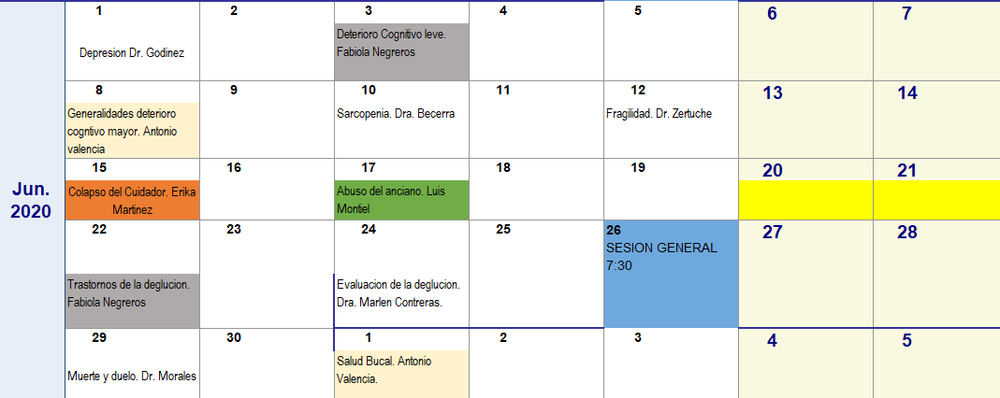 1 2 3 4 5 6 7
Depresion Dr. Godinez
Deterioro Cognitivo leve.
Fabiola Negreros
8 9 10 11 12 13 14
Generalidades deterioro
cogntivo mayor. Antonio
valencia
Sarcopenia. Dra. Becerra
Fragilidad. Dr. Zertuche
Jun.
2020
15 16 17 18 19 20 21
Colapso del Cuidador. Erika
Martinez
Abuso del anciano. Luis
Montiel
22 23 24 25 26 27 28
SESION GENERAL
7:30
Trastornos de la deglucion.
Fabiola Negreros
Evaluacion de la deglucion.
Dra. Marlen Contreras.
29 30 1 2 3 4 5
Muerte y duelo. Dr. Morales
Salud Bucal. Antonio
Valencia.